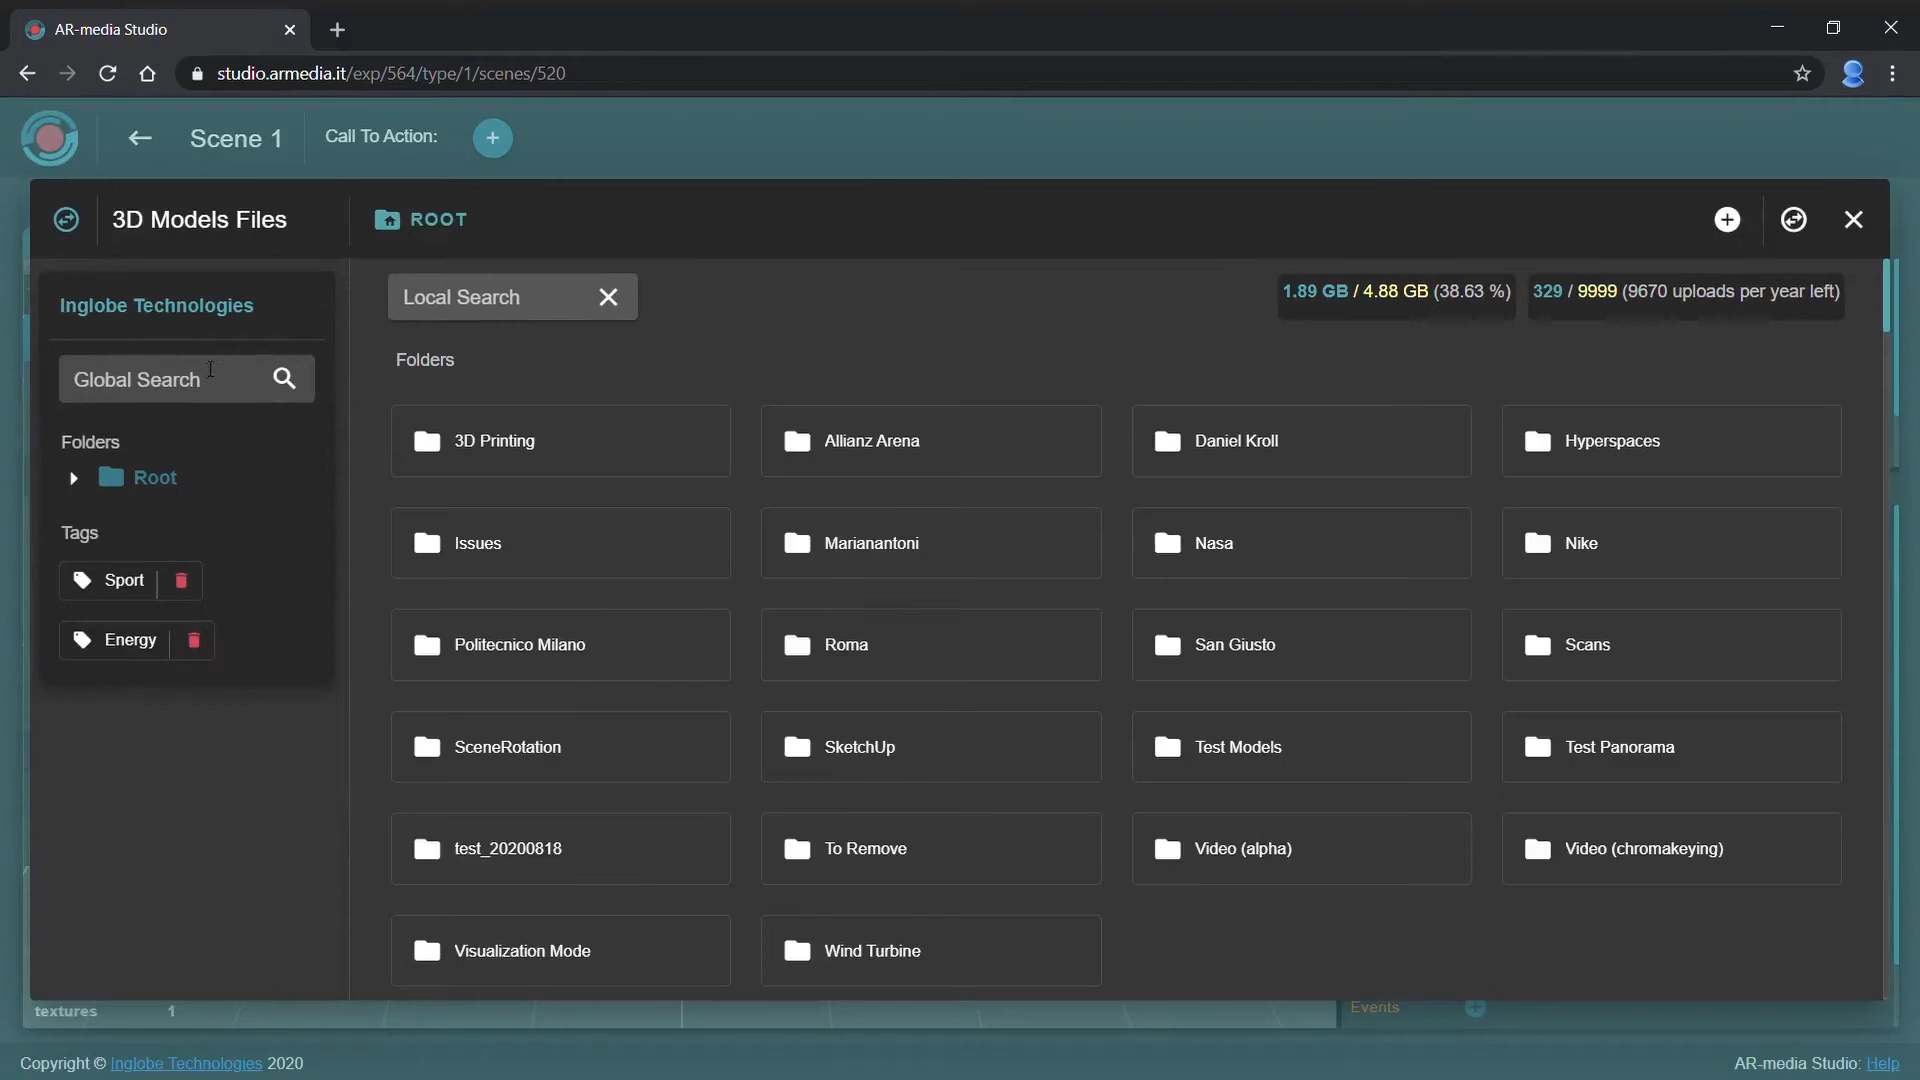 AR-media Studio
studio.armedia.it/exp/564/type/1/scenes/520
Scene 1
Call To Action:
3D Models Files
ROOT
Inglobe Technologies
Local Search
1.89 GB / 4.88 GB (38.63 %)
329 / 9999 (9670 uploads per year left)
Global Search
Folders
Root
Tags
Sport
Energy
Folders
3D Printing
Allianz Arena
Daniel Kroll
Hyperspaces
Issues
Marianantoni
Nasa
Nike
Politecnico Milano
Roma
San Giusto
Scans
SceneRotation
SketchUp
Test Models
Test Panorama
test_20200818
To Remove
Video (alpha)
Video (chromakeying)
Visualization Mode
Wind Turbine
textures 1
Events
Copyright © Inglobe Technologies 2020
AR-media Studio: Help